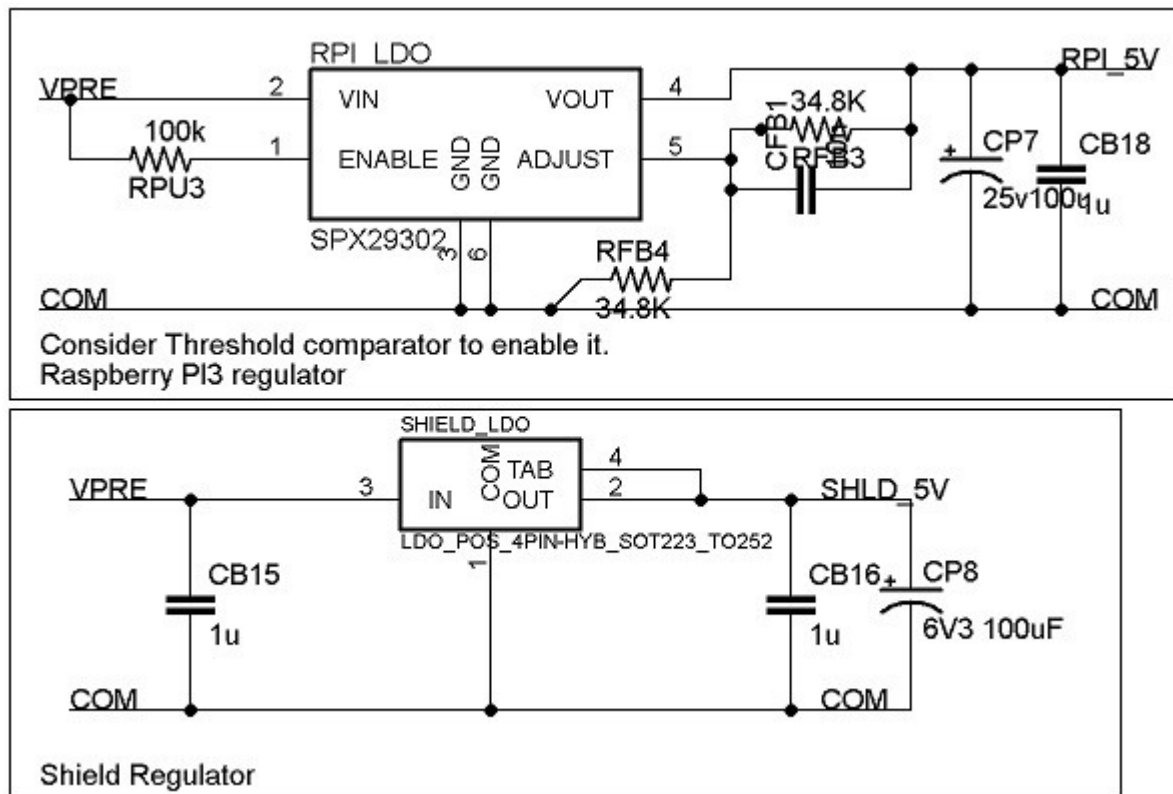 RPI_LDO
VPRE
2
VIN
VOUT
4
RPI_5V
100k
RPU3
1
ENABLE
GND
GND
ADJUST
5
CFB1
34.8K
RFB3
CP7
+
25v100u
CB18
1u
SPX29302
3
6
RFB4
34.8K
COM
COM
Consider Threshold comparator to enable it.
Raspberry PI3 regulator
SHIELD_LDO
VPRE
3
IN
COM
TAB
OUT
4
2
SHLD_5V
LDO_POS_4PIN-HYB_SOT223_TO252
1
CB15
1u
CB16
1u
CP8
+
6V3 100uF
COM
COM
Shield Regulator